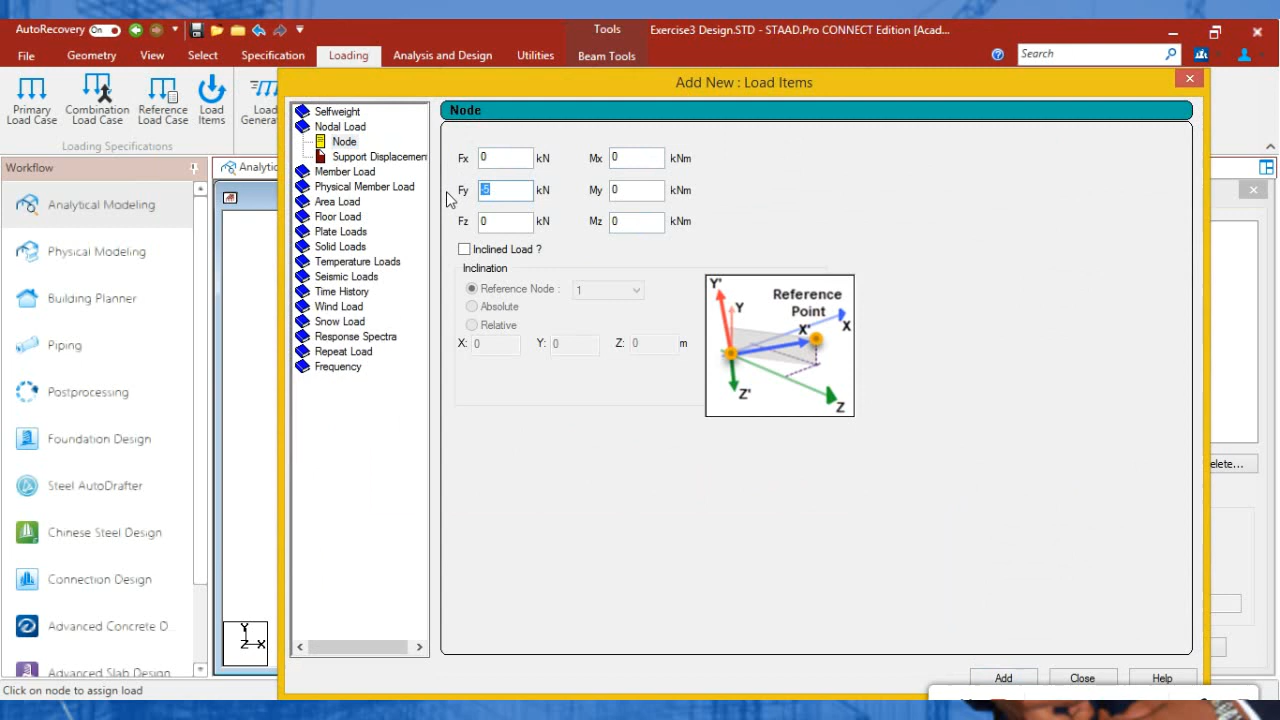 AutoRecovery On
Tools
Exercise3 Design.STD - STAAD.Pro CONNECT Edition [Acad...
File Geometry View Select Specification Loading Analysis and Design Utilities Beam Tools
Search
Primary Load Case
Combination Load Case
Reference Load Case
Load Items
Load Genera
Loading Specifications
Add New : Load Items
Workflow
Analytic
Analytical Modeling
Physical Modeling
Building Planner
Piping
Postprocessing
Foundation Design
Steel AutoDrafter
Chinese Steel Design
Connection Design
Advanced Concrete D...
Advanced Slab Design
Selfweight
Nodal Load
Node
Support Displacemen
Member Load
Physical Member Load
Area Load
Floor Load
Plate Loads
Solid Loads
Temperature Loads
Seismic Loads
Time History
Wind Load
Snow Load
Response Spectra
Repeat Load
Frequency
Node
Fx 0 kN Mx 0 kNm
Fy -5 kN My 0 kNm
Fz 0 kN Mz 0 kNm
Inclined Load ?
Inclination
Reference Node : 1
Absolute
Relative
X: 0 Y: 0 Z: 0 m
Y'
Y
Reference
Point
X'
X
Z'
Z
elete...
Add Close Help
Y
Z X
Click on node to assign load